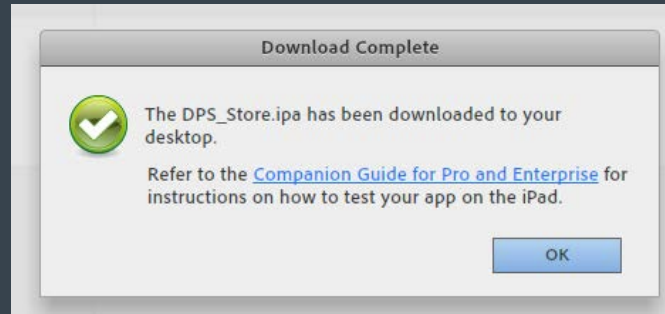 Download Complete
The DPS_Store.ipa has been downloaded to your
desktop.
Refer to the Companion Guide for Pro and Enterprise for
instructions on how to test your app on the iPad.
OK